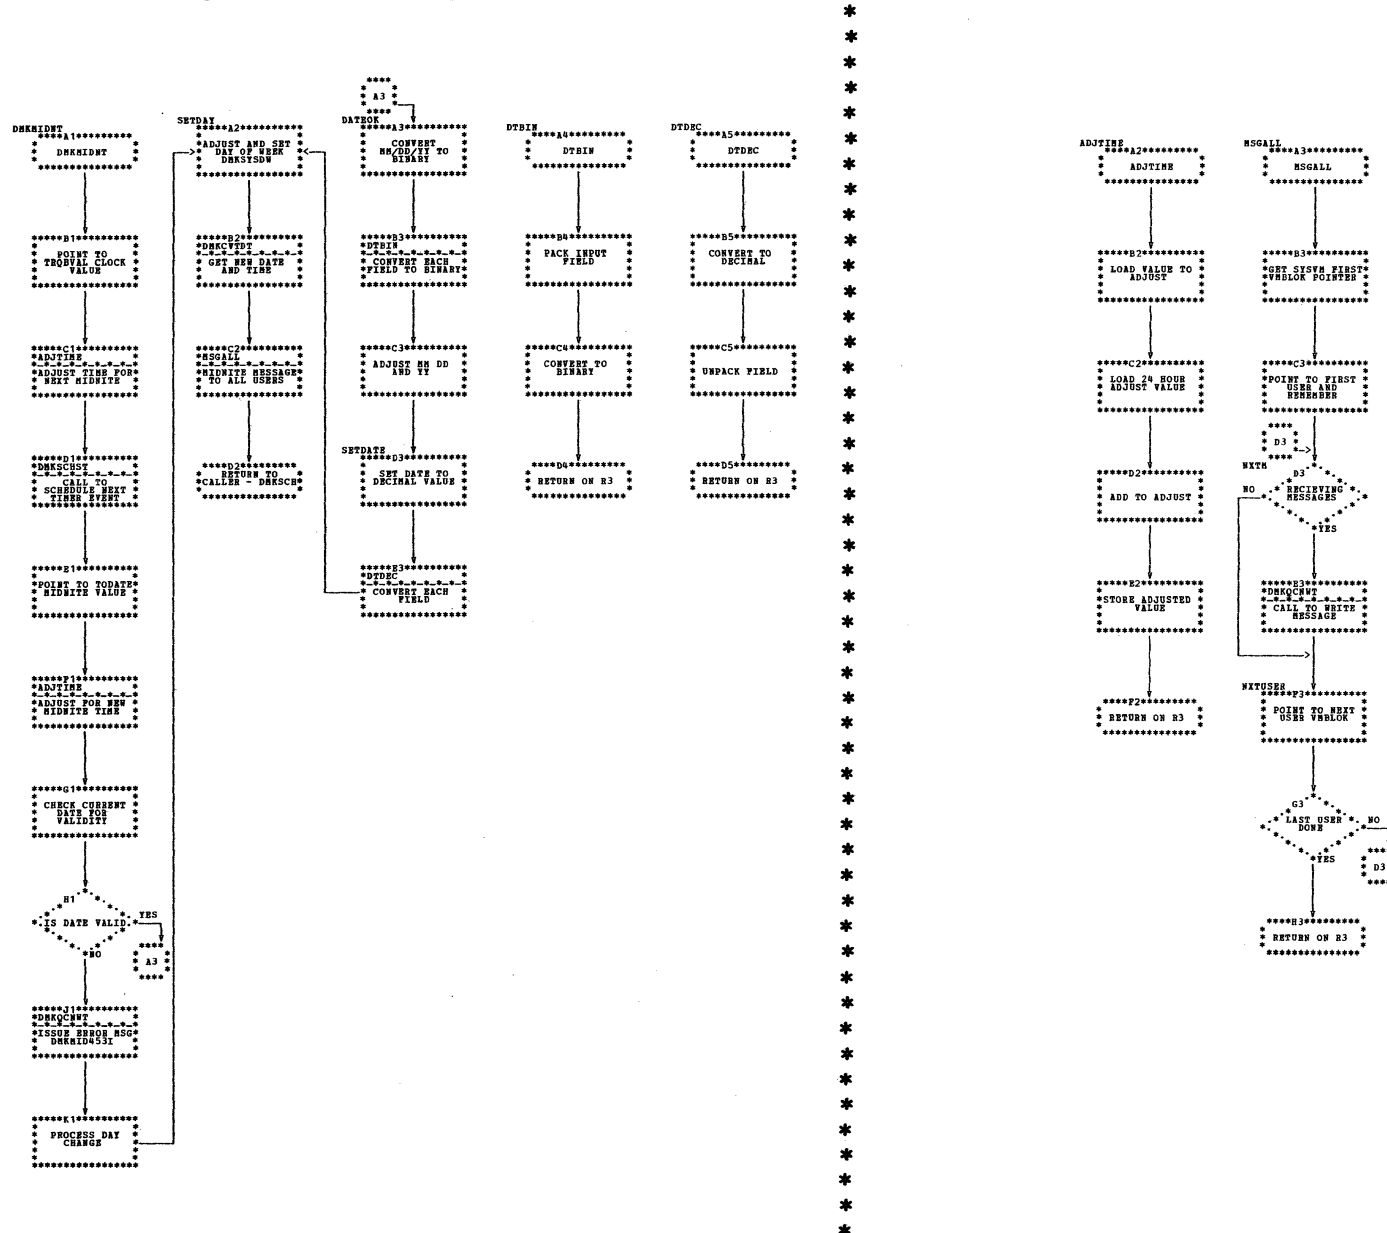 DMKMIDNT
A1
DMKMIDNT
B1
POINT TO
TRQBVAL CLOCK
VALUE
C1
ADJTIME
ADJUST TIME FOR
NEXT MIDNITE
D1
DMKSCHST
CALL TO
SCHEDULE NEXT
TIMER EVENT
E1
POINT TO TODATE
MIDNITE VALUE
F1
ADJTIME
ADJUST FOR NEW
MIDNITE TIME
G1
CHECK CURRENT
DATE FOR
VALIDITY
H1
IS DATE VALID
YES
A3
NO
J1
DMKQCNWT
ISSUE ERROR MSG
DMKMID453I
K1
PROCESS DAY
CHANGE
SETDAY
A2
ADJUST AND SET
DAY OF WEEK
DMKSYSDW
B2
DMKCVTDT
GET NEW DATE
AND TIME
C2
MSGALL
MIDNITE MESSAGE
TO ALL USERS
D2
RETURN TO
CALLER - DMKSCH
A3
DATEOK
A3
CONVERT
MM/DD/YY TO
BINARY
B3
DTBIN
CONVERT EACH
FIELD TO BINARY
C3
ADJUST MM DD
AND YY
SETDATE
D3
SET DATE TO
DECIMAL VALUE
E3
DTDEC
CONVERT EACH
FIELD
DTBIN
A4
DTBIN
B4
PACK INPUT
FIELD
C4
CONVERT TO
BINARY
D4
RETURN ON R3
DTDEC
A5
DTDEC
B5
CONVERT TO
DECIMAL
C5
UNPACK FIELD
D5
RETURN ON R3
ADJTIME
A2
ADJTIME
B2
LOAD VALUE TO
ADJUST
C2
LOAD 24 HOUR
ADJUST VALUE
D2
ADD TO ADJUST
E2
STORE ADJUSTED
VALUE
F2
RETURN ON R3
MSGALL
A3
MSGALL
B3
GET SYSVM FIRST
VMBLOK POINTER
C3
POINT TO FIRST
USER AND
REMEMBER
D3
NXTM
D3
RECIEVING
MESSAGES
NO
YES
E3
DMKQCNWT
CALL TO WRITE
MESSAGE
NXTUSER
F3
POINT TO NEXT
USER VMBLOK
G3
LAST USER
DONE
NO
D3
YES
H3
RETURN ON R3